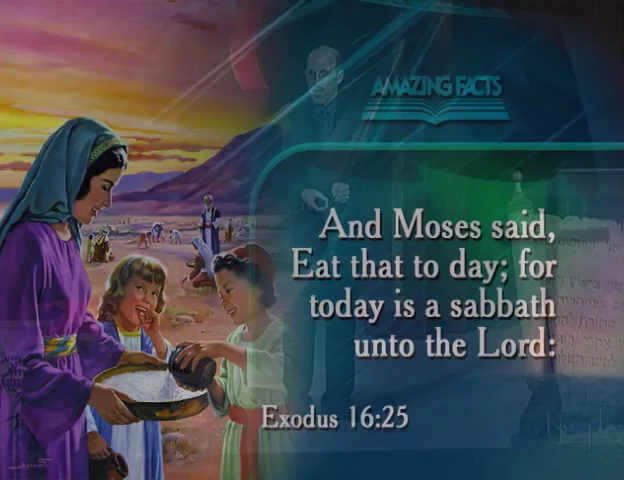 AMAZING FACTS
And Moses said,
Eat that to day; for
today is a sabbath
unto the Lord:
Exodus 16:25